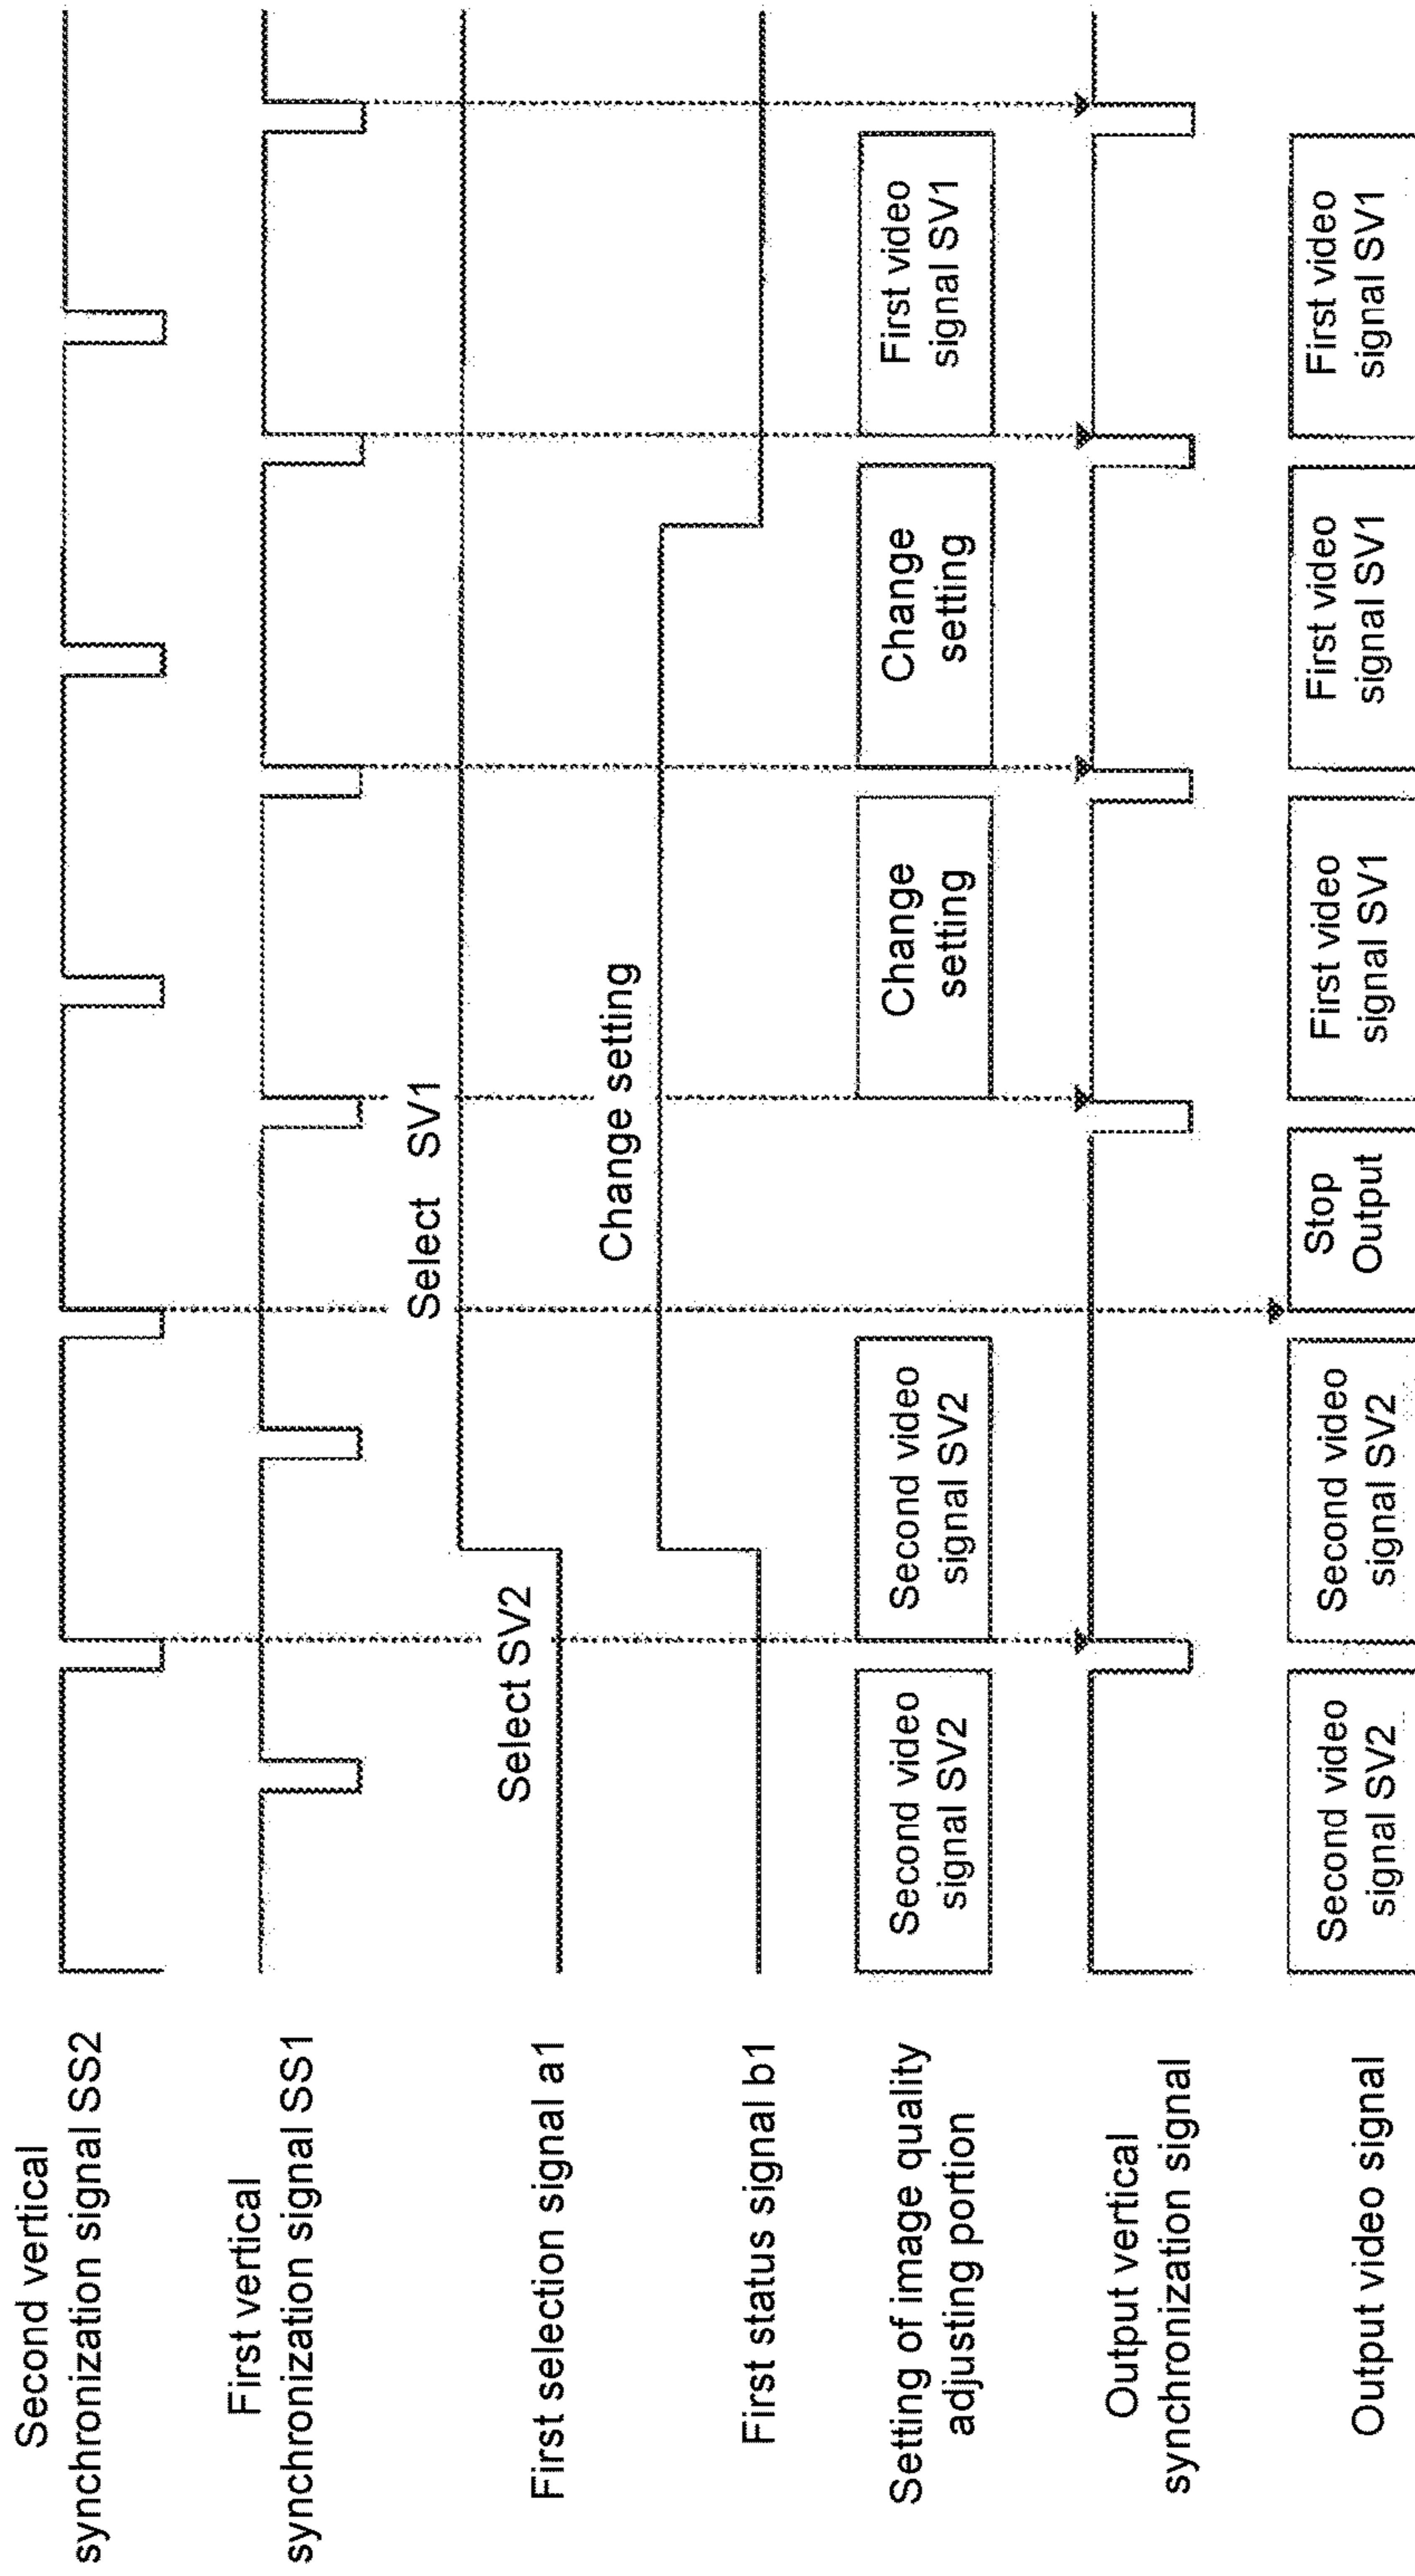 Second vertical
synchronization signal SS2
First vertical
synchronization signal SS1
Select SV1
Select SV2
First selection signal a1
Change setting
First status signal b1
Setting of image quality
adjusting portion
Second video
signal SV2
Second video
signal SV2
Change
setting
Change
setting
First video
signal SV1
Output vertical
synchronization signal
Output video signal
Second video
signal SV2
Second video
signal SV2
Stop
Output
First video
signal SV1
First video
signal SV1
First video
signal SV1